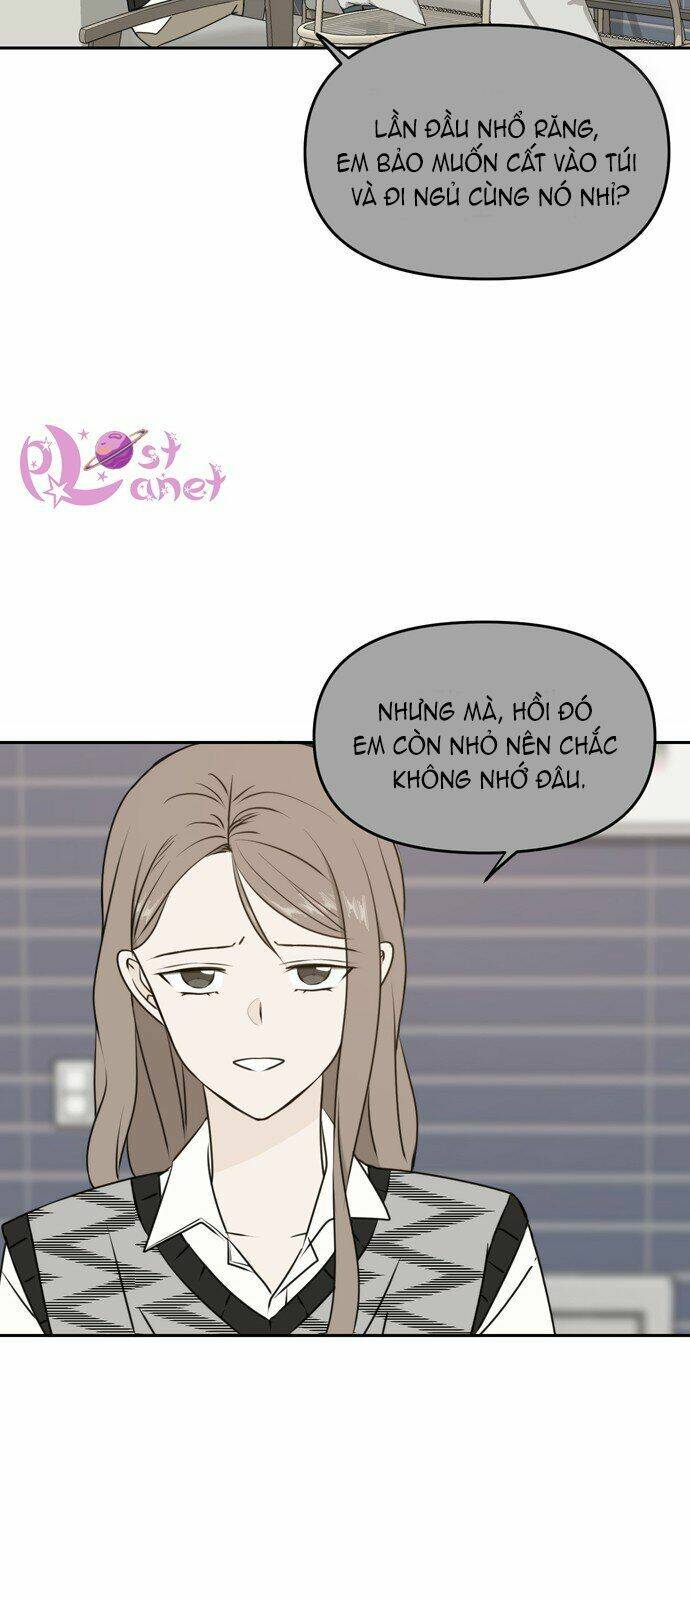 LẦN ĐẦU NHỔ RĂNG,
EM BẢO MUỐN CẤT VÀO TÚI
VÀ ĐI NGỦ CÙNG NÓ NHỈ?
Lost
Planet
NHƯNG MÀ, HỒI ĐÓ
EM CÒN NHỎ NÊN CHẮC
KHÔNG NHỚ ĐÂU.